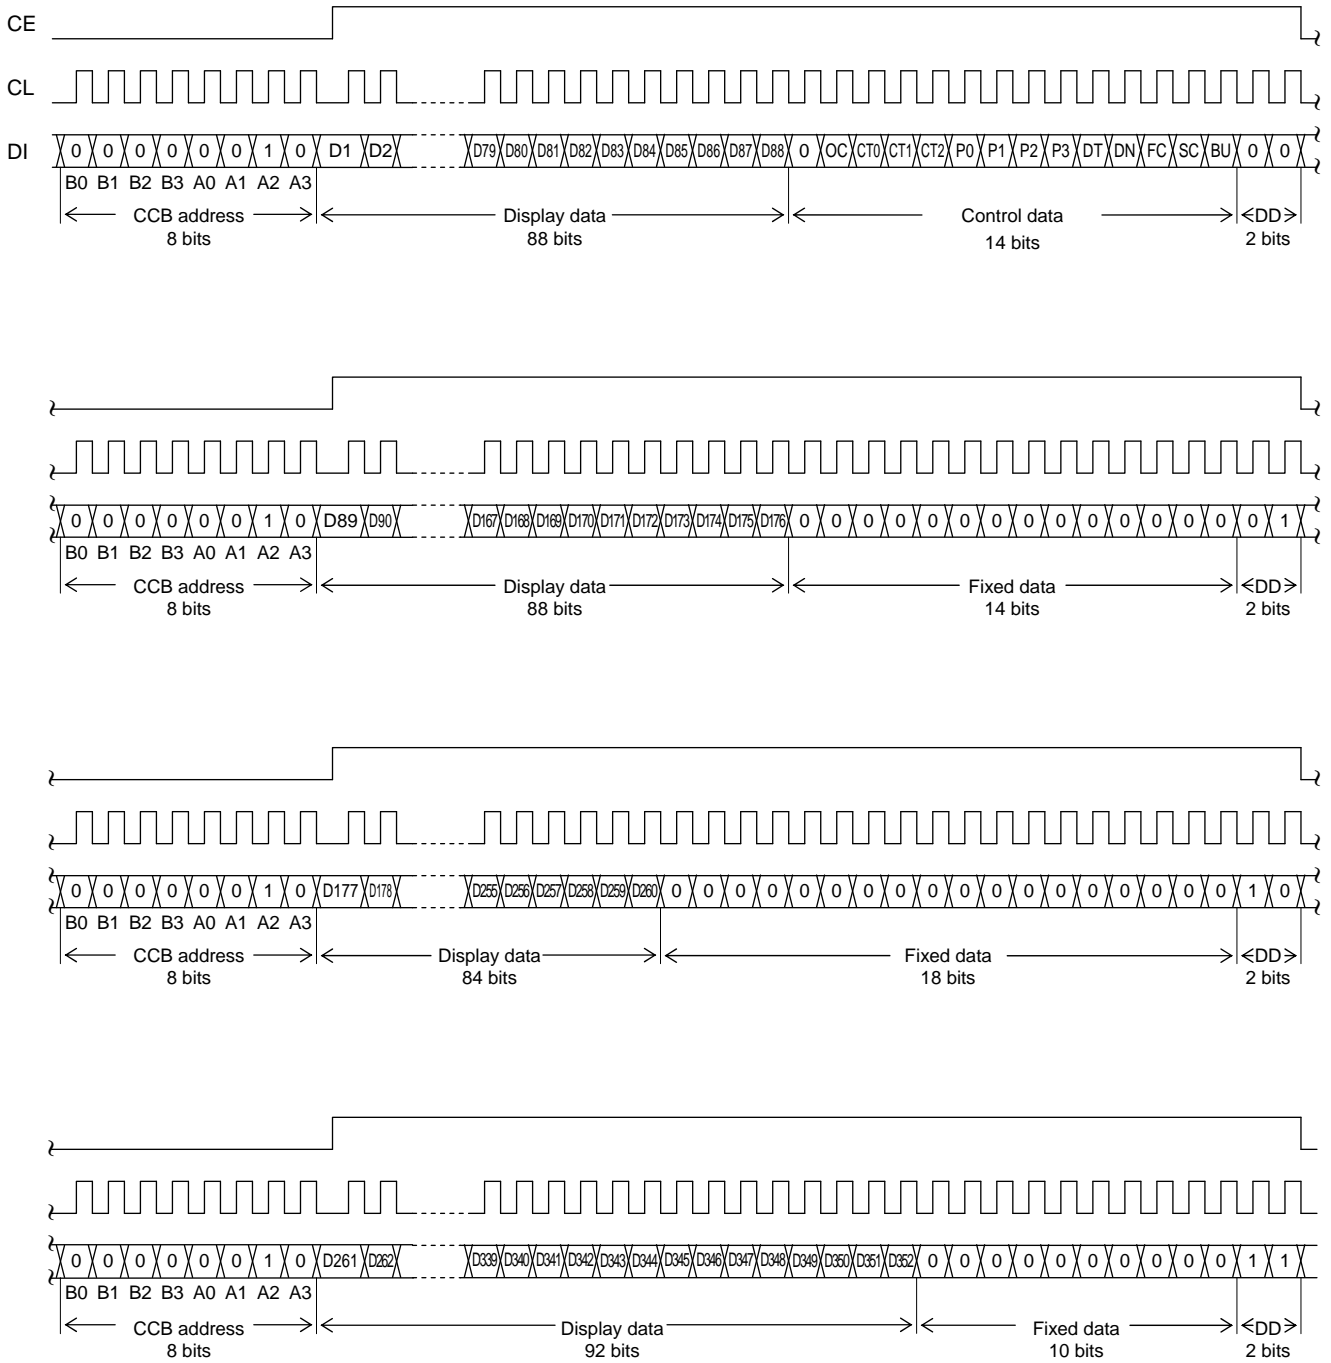 CE
CL
DI 0 0 0 0 0 0 1 0 D1 D2 D79 D80 D81 D82 D83 D84 D85 D86 D87 D88 0 OC CT0 CT1 CT2 P0 P1 P2 P3 DT DN FC SC BU 0 0
B0 B1 B2 B3 A0 A1 A2 A3
CCB address Display data Control data DD
8 bits 88 bits 14 bits 2 bits
0 0 0 0 0 0 1 0 D89 D90 D167 D168 D169 D170 D171 D172 D173 D174 D175 D176 0 0 0 0 0 0 0 0 0 0 0 0 0 0 0 1
B0 B1 B2 B3 A0 A1 A2 A3
CCB address Display data Fixed data DD
8 bits 88 bits 14 bits 2 bits
0 0 0 0 0 0 1 0 D177 D178 D255 D256 D257 D258 D259 D260 0 0 0 0 0 0 0 0 0 0 0 0 0 0 0 0 0 0 1 0
B0 B1 B2 B3 A0 A1 A2 A3
CCB address Display data Fixed data DD
8 bits 84 bits 18 bits 2 bits
0 0 0 0 0 0 1 0 D261 D262 D339 D340 D341 D342 D343 D344 D345 D346 D347 D348 D349 D350 D351 D352 0 0 0 0 0 0 0 0 0 0 1 1
B0 B1 B2 B3 A0 A1 A2 A3
CCB address Display data Fixed data DD
8 bits 92 bits 10 bits 2 bits